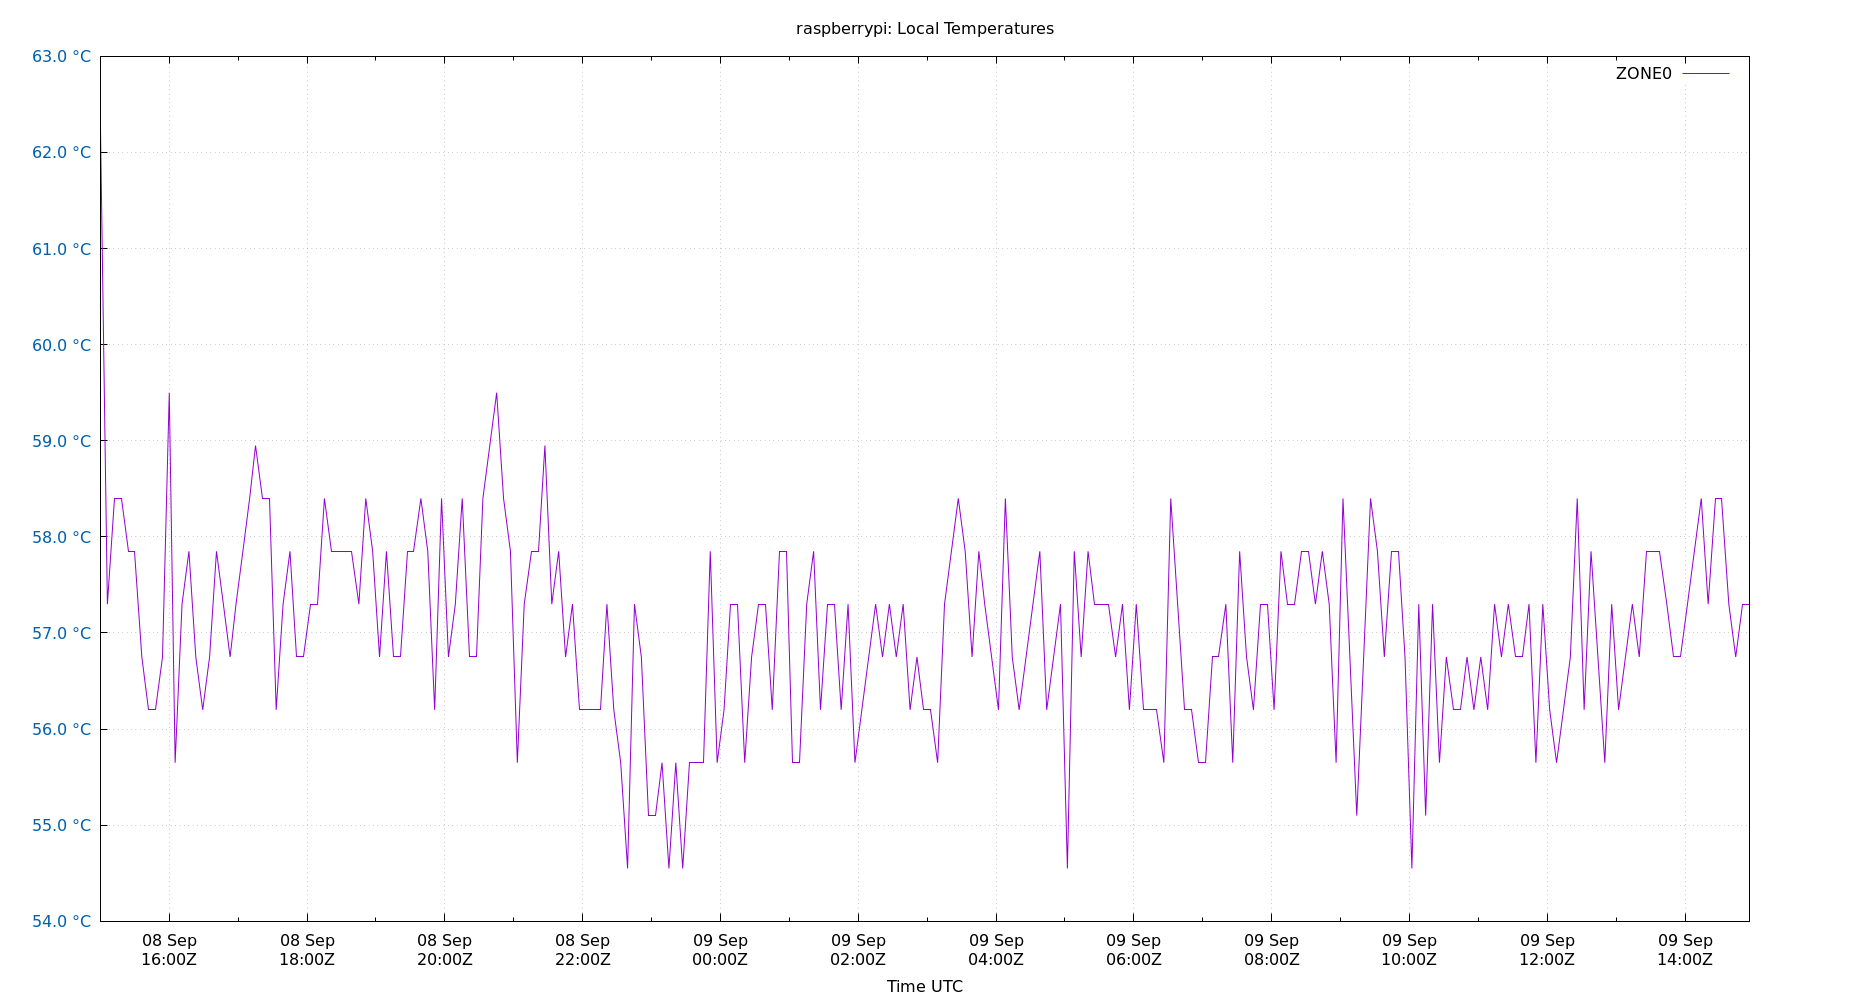 raspberrypi: Local Temperatures
ZONE0
63.0 °C
62.0 °C
61.0 °C
60.0 °C
59.0 °C
58.0 °C
57.0 °C
56.0 °C
55.0 °C
54.0 °C
08 Sep 08 Sep 08 Sep 08 Sep 09 Sep 09 Sep 09 Sep 09 Sep 09 Sep 09 Sep 09 Sep 09 Sep
16:00Z 18:00Z 20:00Z 22:00Z 00:00Z 02:00Z 04:00Z 06:00Z 08:00Z 10:00Z 12:00Z 14:00Z
Time UTC